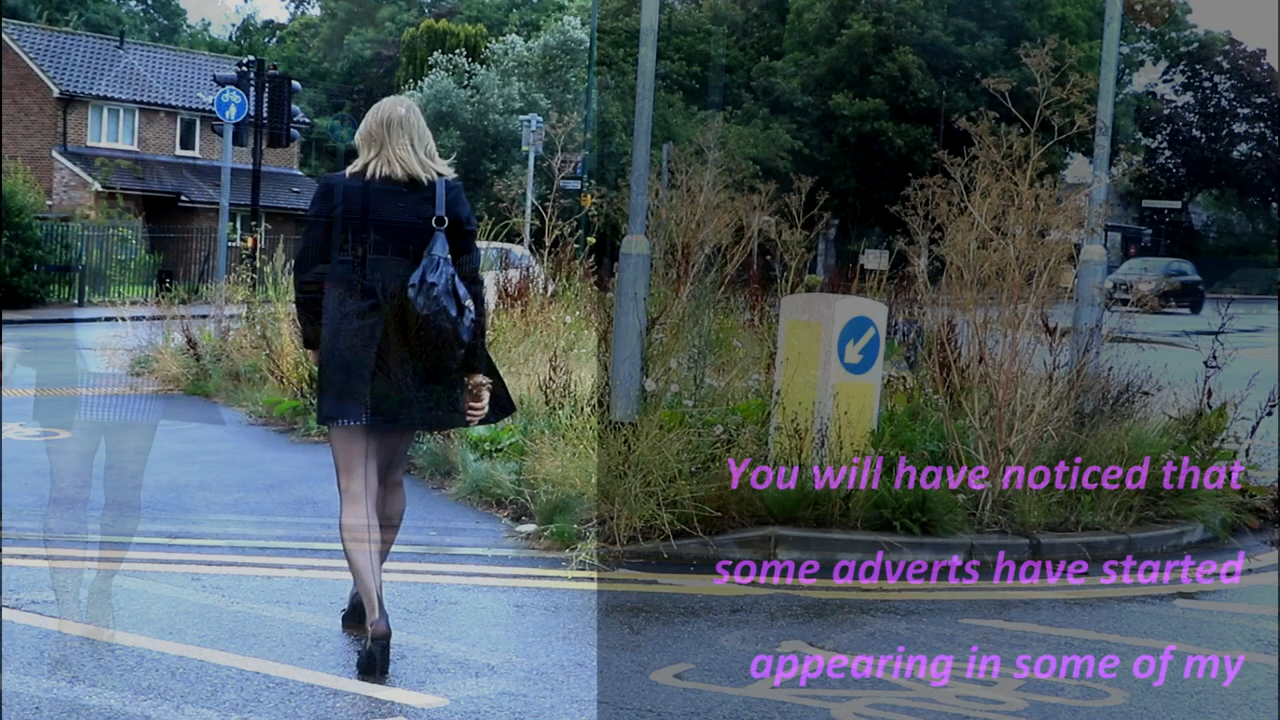 You will have noticed that
some adverts have started
appearing in some of my